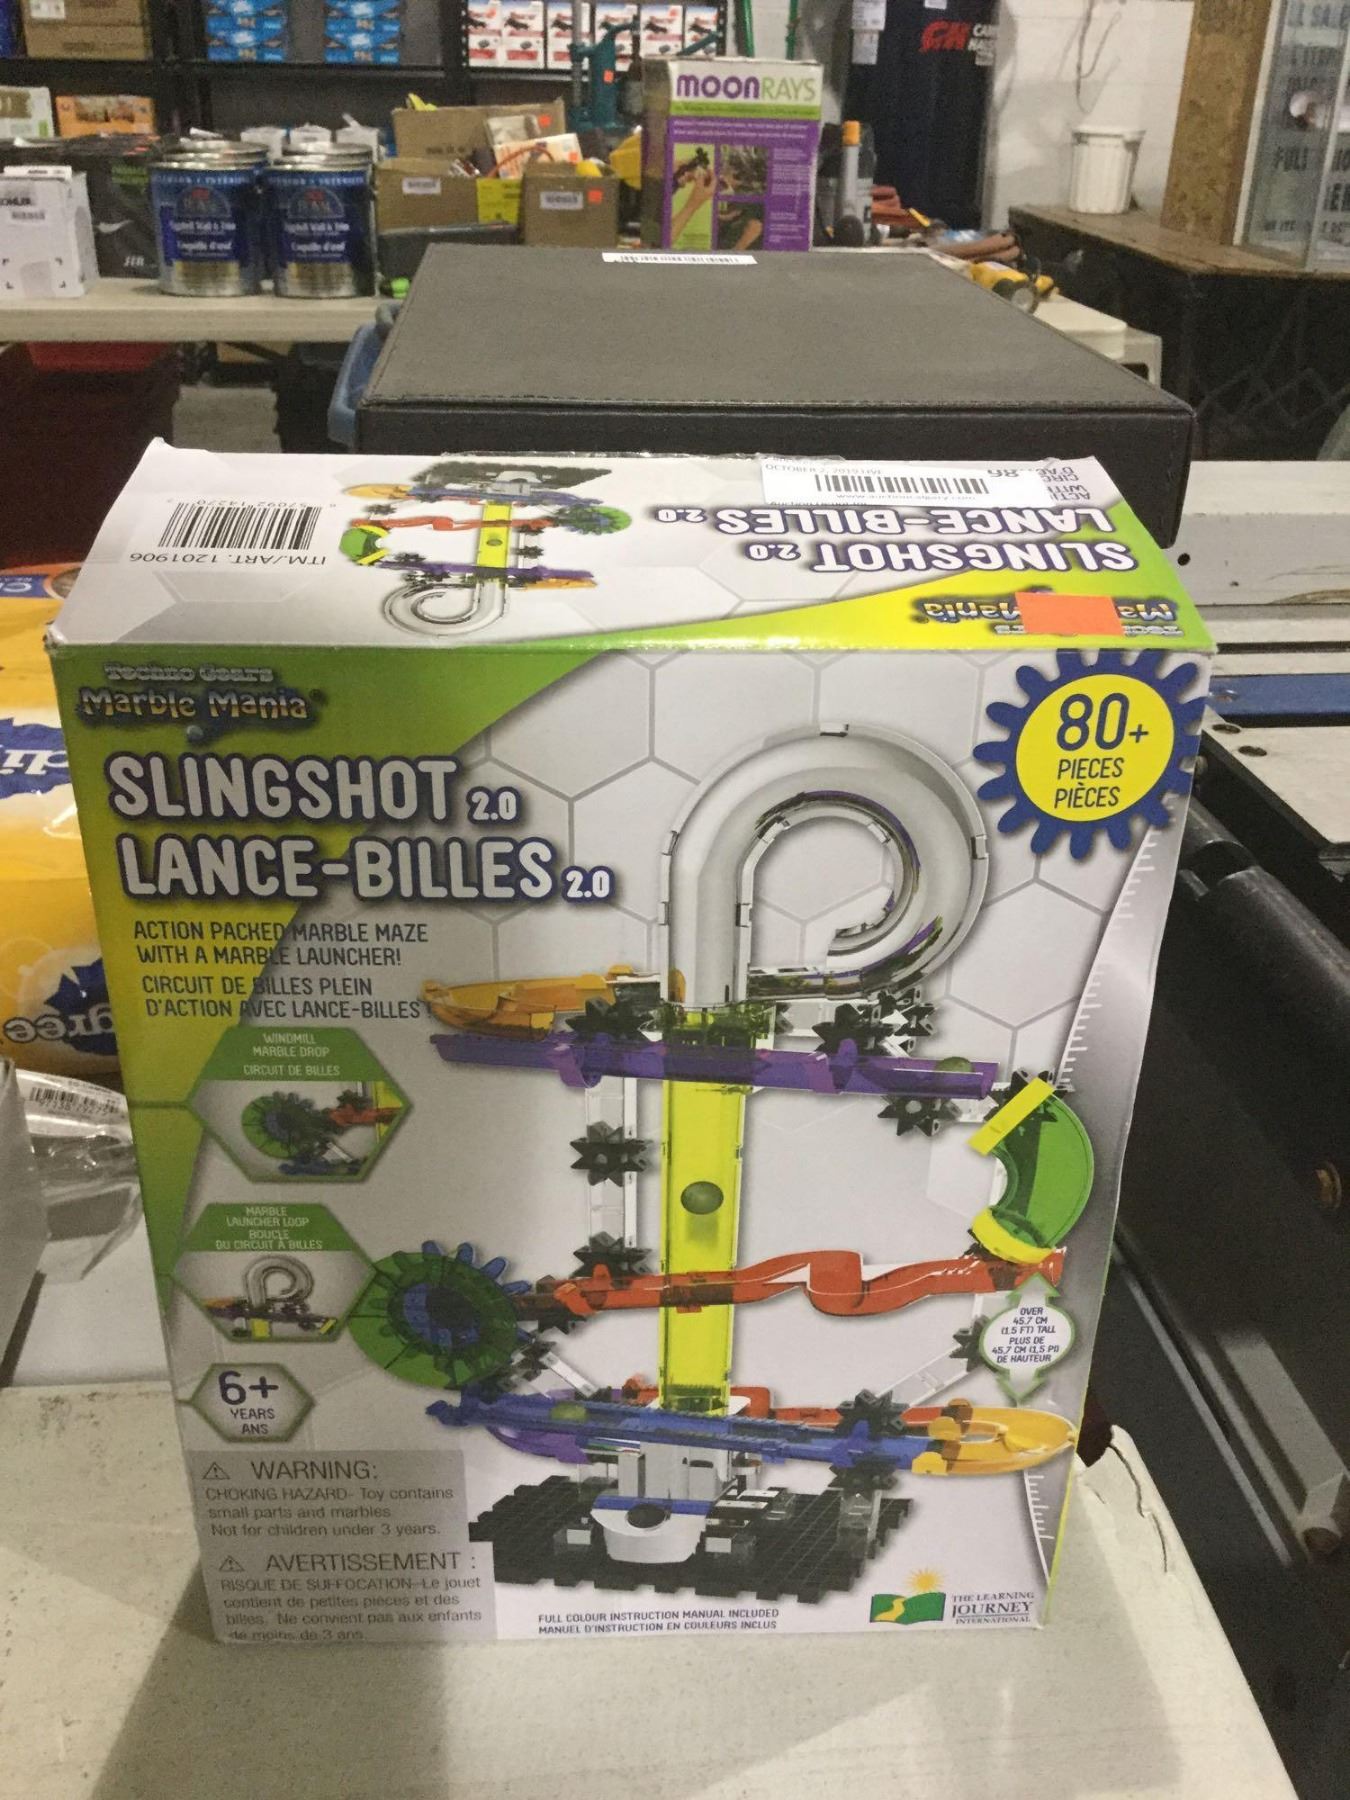 MOONRAYS
OCTOBER 2, 2019 LIVE
ITM./ART. 1201906
SLINGSHOT 2.0
LANCE-BILLES 2.0
Mania
Techno Gears
Marble Mania
SLINGSHOT 2.0
LANCE-BILLES 2.0
ACTION PACKED MARBLE MAZE
WITH A MARBLE LAUNCHER!
CIRCUIT DE BILLES PLEIN
D'ACTION AVEC LANCE-BILLES !
80+
PIECES
PIÈCES
WINDMILL
MARBLE DROP
CIRCUIT DE BILLES
MARBLE
LAUNCHER LOOP
BOUCLE
DU CIRCUIT À BILLES
6+
YEARS
ANS
OVER
45.7 CM
(1.5 FT) TALL
PLUS DE
45,7 CM (1,5 PI)
DE HAUTEUR
WARNING:
CHOKING HAZARD- Toy contains
small parts and marbles.
Not for children under 3 years.
AVERTISSEMENT :
RISQUE DE SUFFOCATION-Le jouet
contient de petites pièces et des
billes. Ne convient pas aux enfants
de moins de 3 ans.
FULL COLOUR INSTRUCTION MANUAL INCLUDED
MANUEL D'INSTRUCTION EN COULEURS INCLUS
THE LEARNING
JOURNEY
INTERNATIONAL